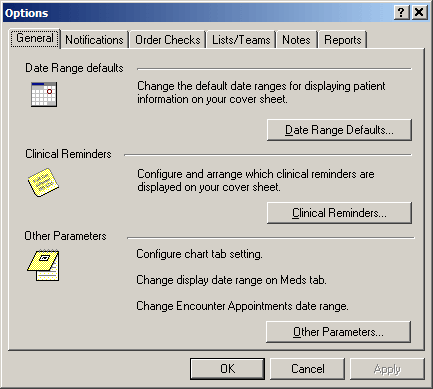 Options
General Notifications Order Checks Lists/Teams Notes Reports
Date Range defaults
Change the default date ranges for displaying patient
information on your cover sheet.
Date Range Defaults...
Clinical Reminders
Configure and arrange which clinical reminders are
displayed on your cover sheet.
Clinical Reminders...
Other Parameters
Configure chart tab setting.
Change display date range on Meds tab.
Change Encounter Appointments date range.
Other Parameters...
OK Cancel Apply